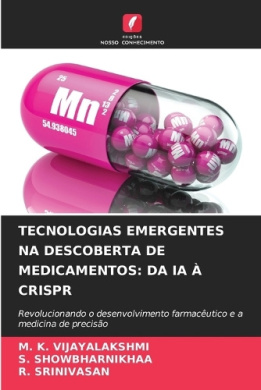 edições
NOSSO CONHECIMENTO
25
Mn
54.938045
TECNOLOGIAS EMERGENTES
NA DESCOBERTA DE
MEDICAMENTOS: DA IA À
CRISPR
Revolucionando o desenvolvimento farmacêutico e a
medicina de precisão
M. K. VIJAYALAKSHMI
S. SHOWBHARNIKHAA
R. SRINIVASAN